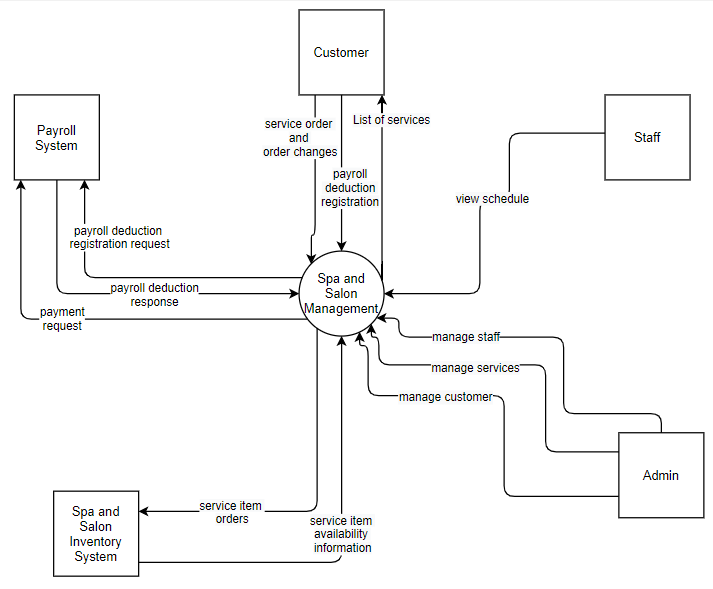 Customer
Payroll
System
Staff
service order
and
order changes
List of services
payroll
deduction
registration
view schedule
payroll deduction
registration request
payroll deduction
response
payment
request
Spa and
Salon
Management
manage staff
manage services
manage customer
Admin
Spa and
Salon
Inventory
System
service item
orders
service item
availability
information